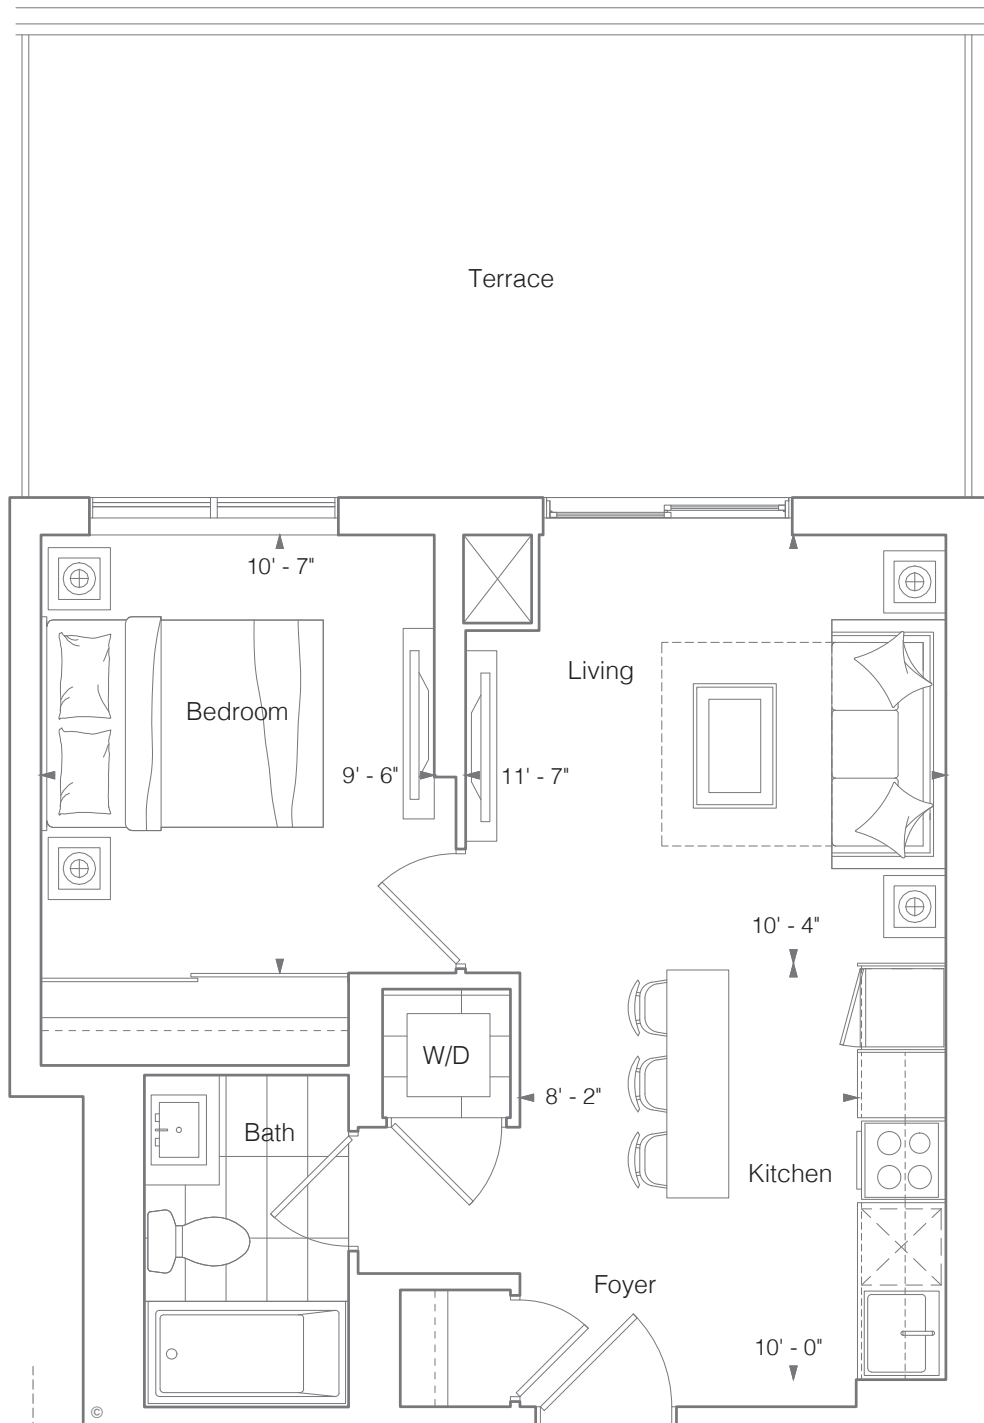 Terrace
10' - 7"
Living
Bedroom
9' - 6"
11' - 7"
10' - 4"
W/D
8' - 2"
Bath
Kitchen
Foyer
10' - 0"
©